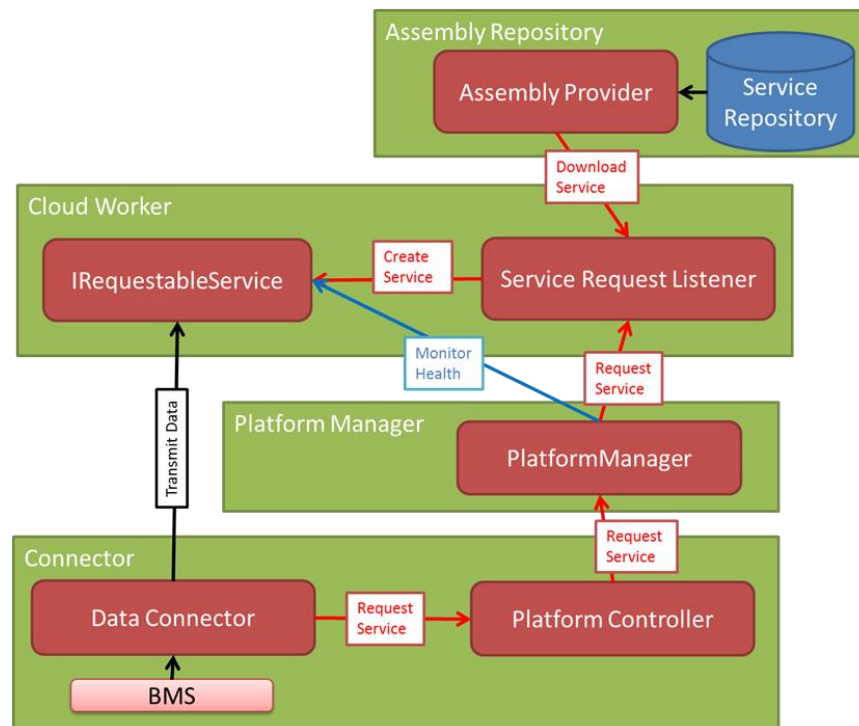 Assembly Repository
Assembly Provider
Service
Repository
Download
Service
Cloud Worker
IRequestableService
Create
Service
Service Request Listener
Monitor
Health
Request
Service
Transmit Data
Platform Manager
PlatformManager
Request
Service
Connector
Data Connector
Request
Service
Platform Controller
BMS